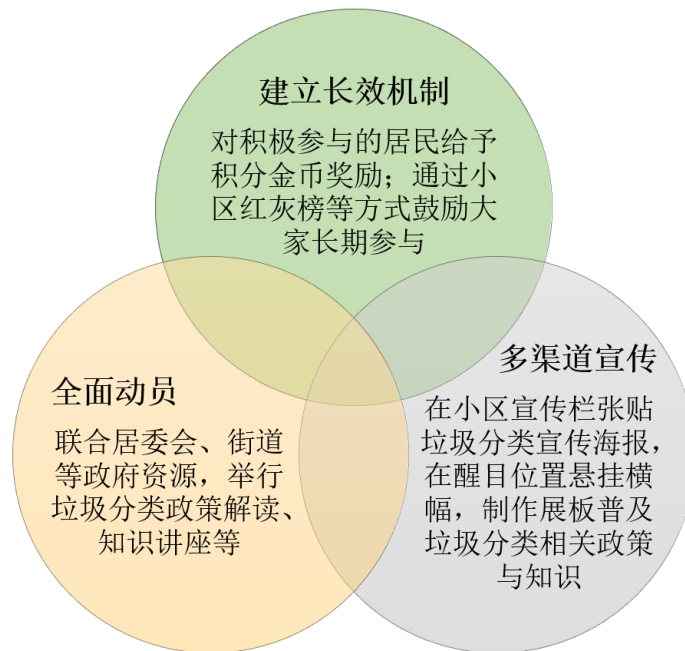 建立长效机制
对积极参与的居民给予
积分金币奖励；通过小
区红灰榜等方式鼓励大
家长期参与
全面动员
联合居委会、街道
等政府资源，举行
垃圾分类政策解读、
知识讲座等
多渠道宣传
在小区宣传栏张贴
垃圾分类宣传海报，
在醒目位置悬挂横
幅，制作展板普及
垃圾分类相关政策
与知识